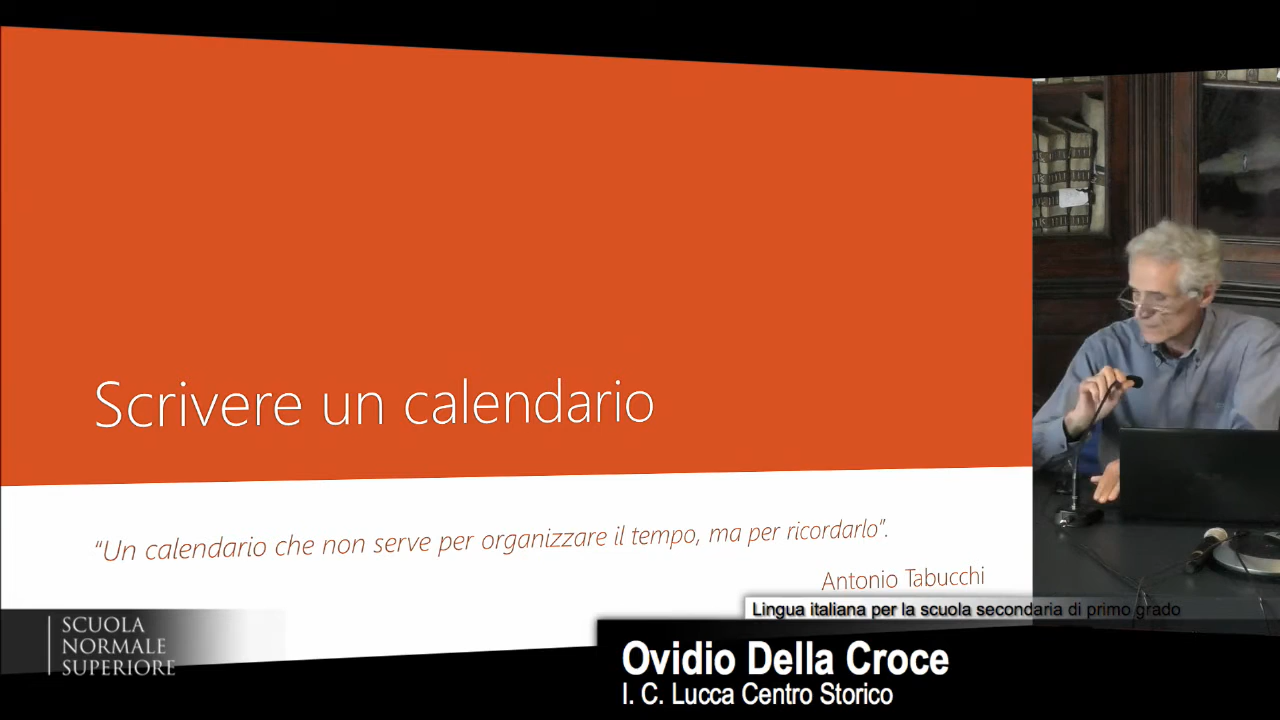 Scrivere un calendario
“Un calendario che non serve per organizzare il tempo, ma per ricordarlo”.
Antonio Tabucchi
Lingua italiana per la scuola secondaria di primo grado
SCUOLA
NORMALE
SUPERIORE
Ovidio Della Croce
I. C. Lucca Centro Storico